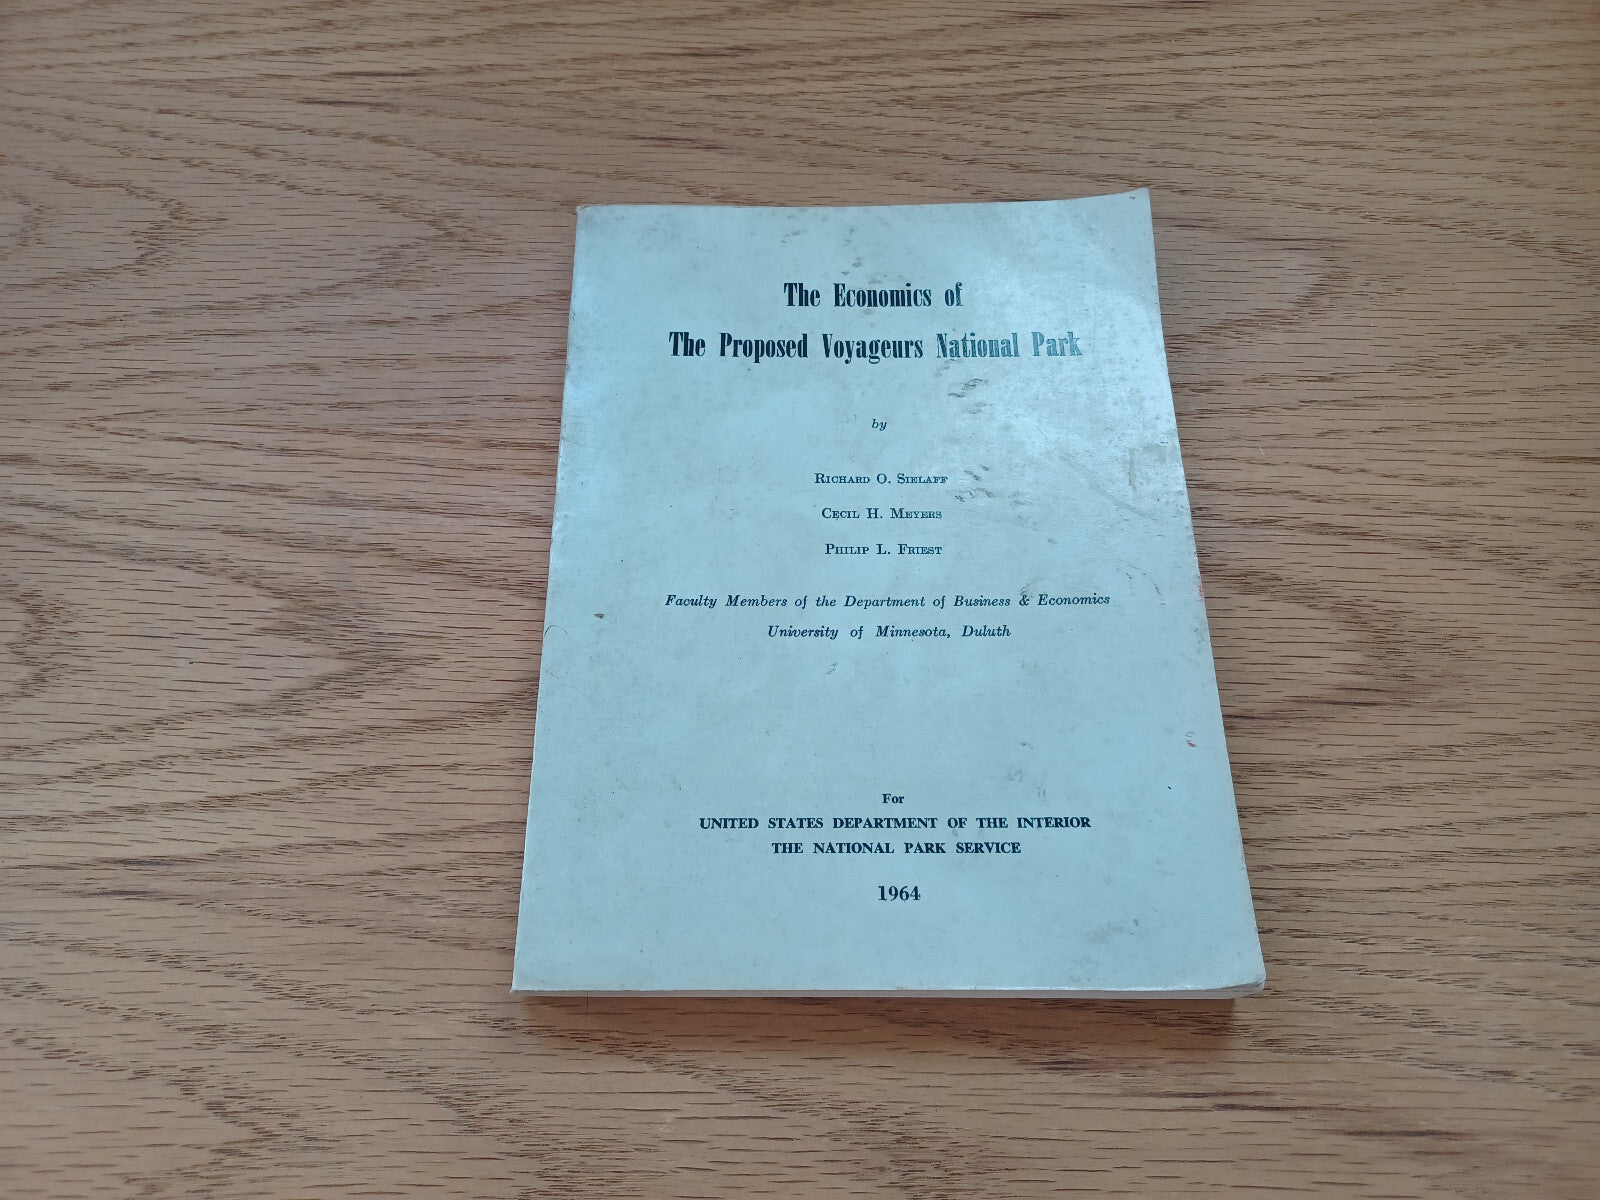 The Economics of
The Proposed Voyageurs National Park
by
RICHARD O. SIELAFF
CECIL H. MEYERS
PHILIP L. FRIEST
Faculty Members of the Department of Business & Economics
University of Minnesota, Duluth
For
UNITED STATES DEPARTMENT OF THE INTERIOR
THE NATIONAL PARK SERVICE
1964